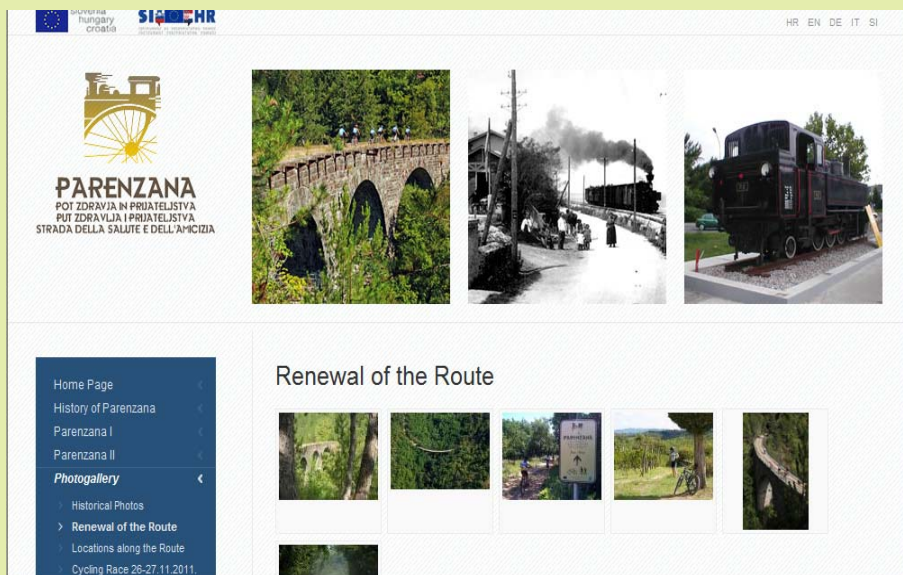 slovenia
hungary
croatia
HR EN DE IT SI
PARENZANA
POT ZDRAVJA IN PRIJATELJSTVA
PUT ZDRAVLJA I PRIJATELJSTVA
STRADA DELLA SALUTE E DELL'AMICIZIA
Home Page
History of Parenzana
Parenzana I
Parenzana II
Photogallery
Historical Photos
Renewal of the Route
Locations along the Route
Cycling Race 26-27.11.2011.
Renewal of the Route
PARENZANA